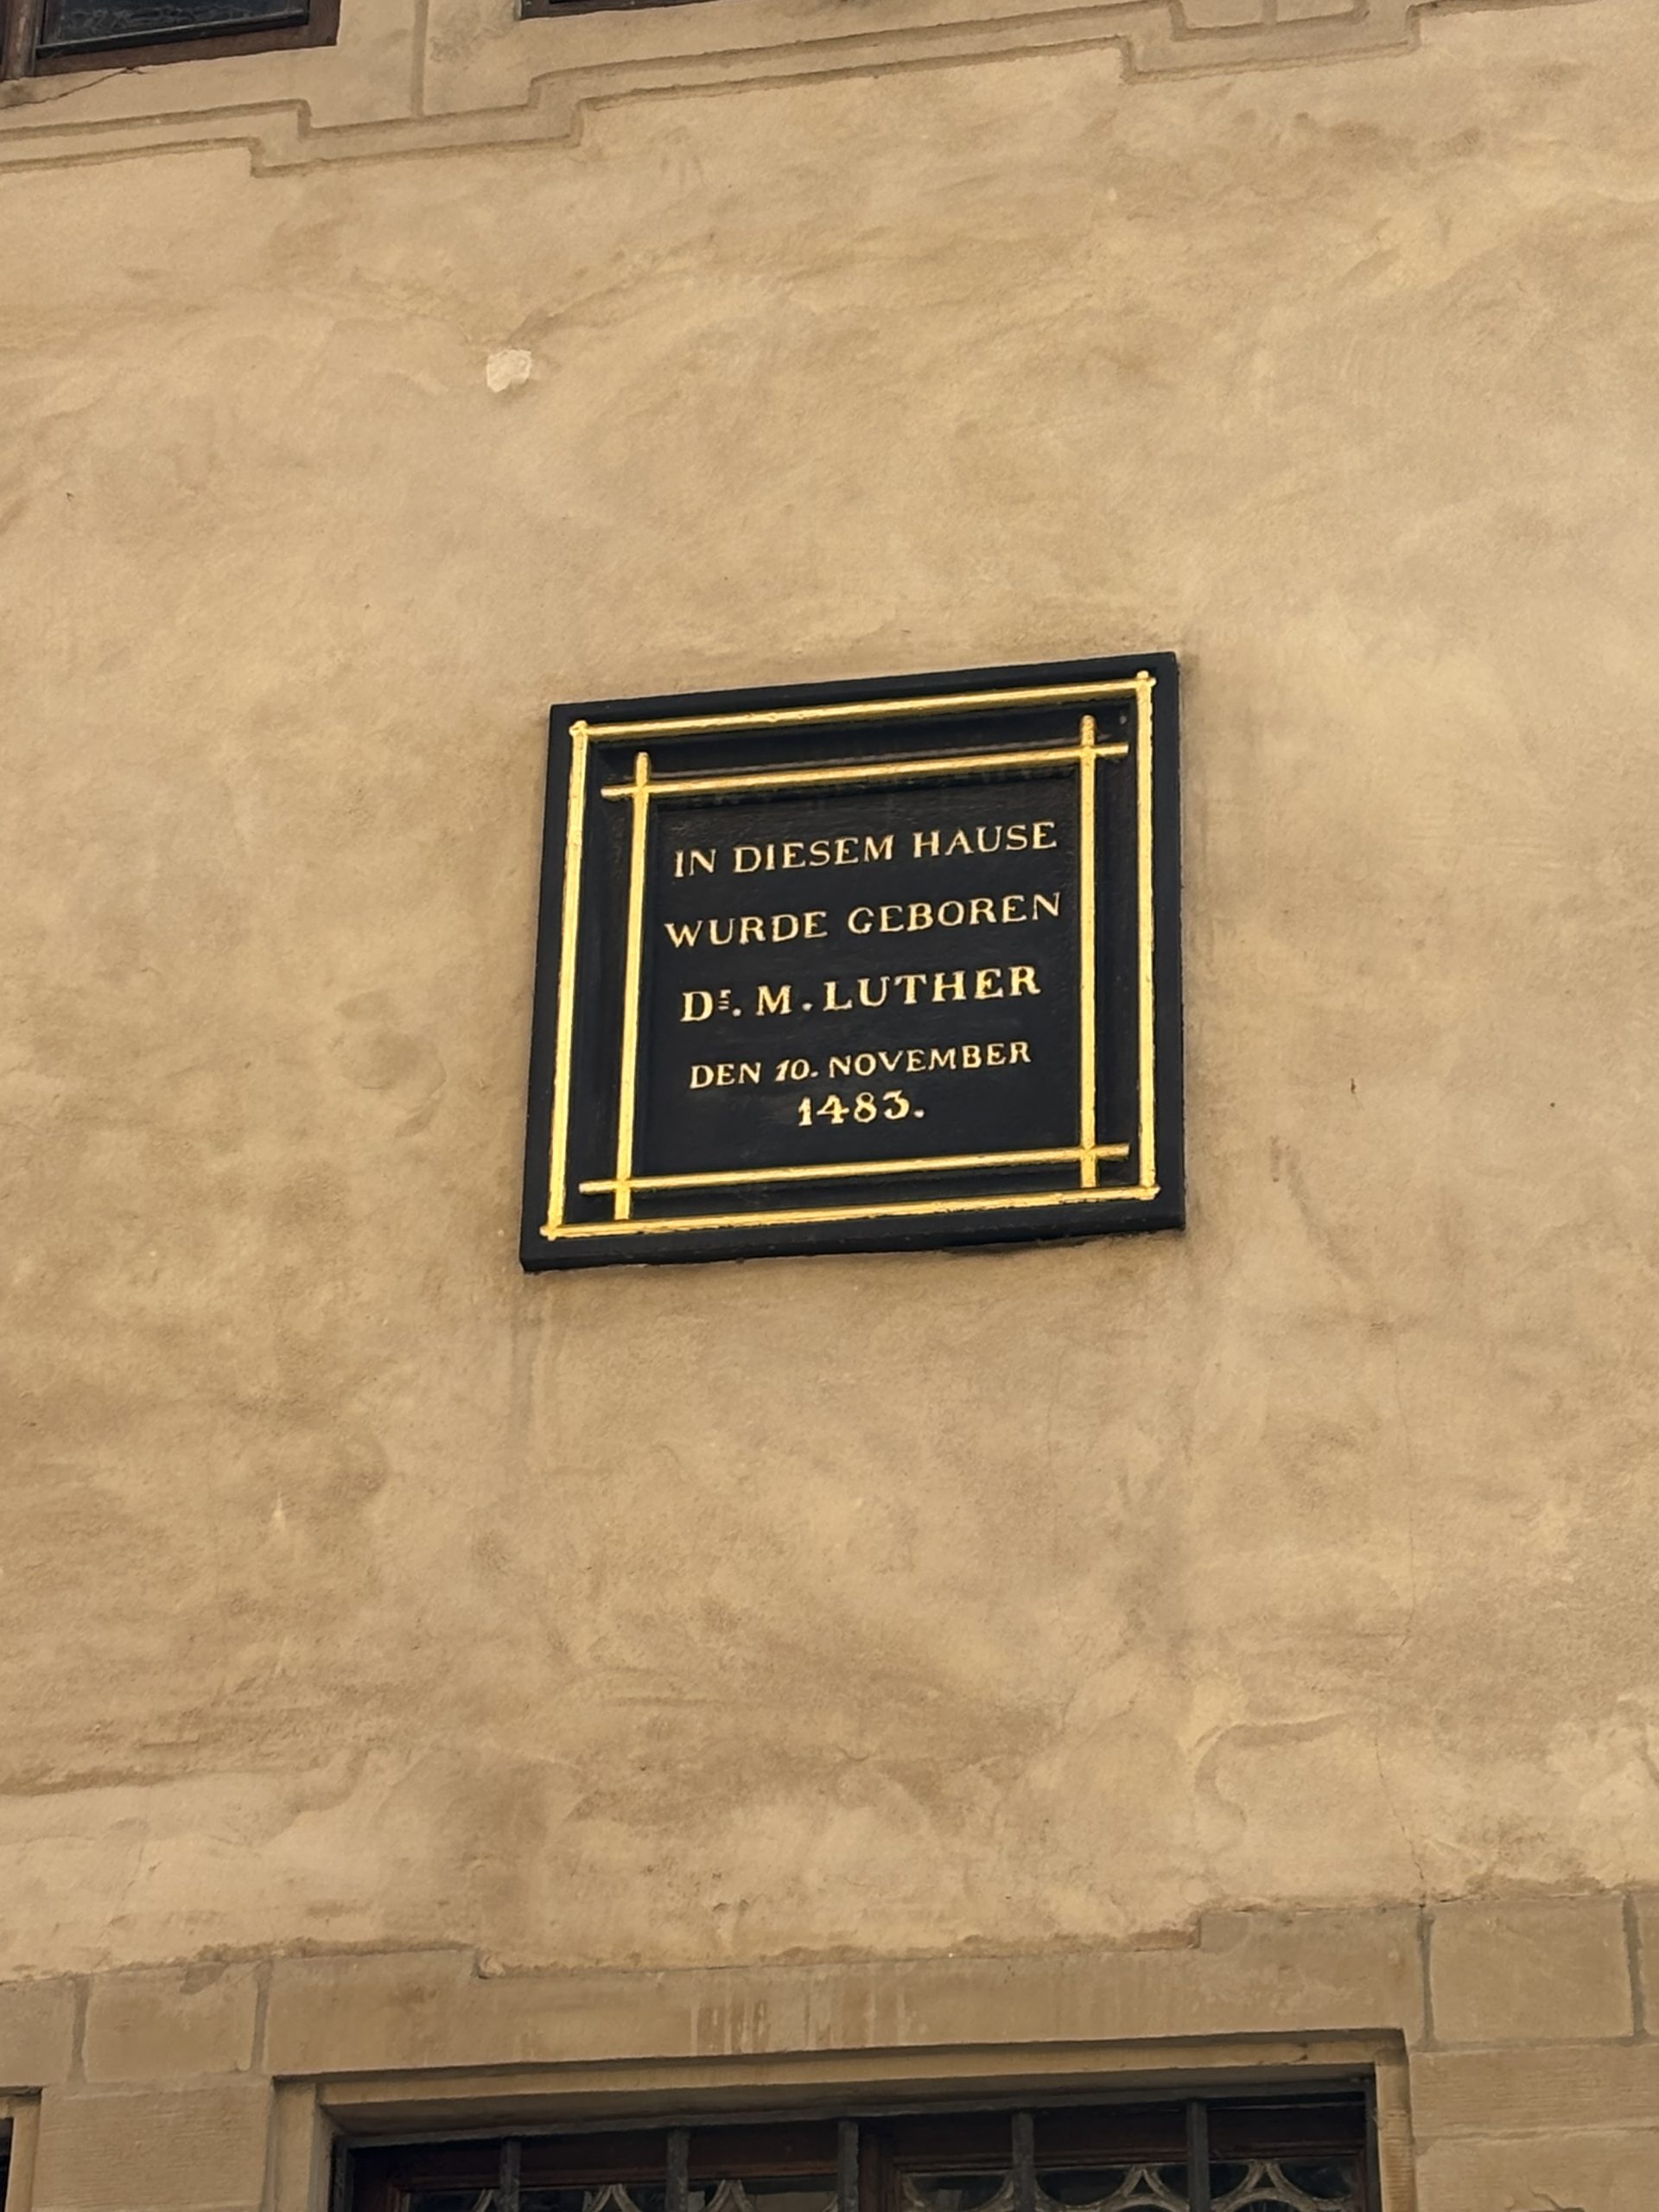 IN DIESEM HAUSE
WURDE GEBOREN
Dr. M. LUTHER
DEN 10. NOVEMBER
1483.